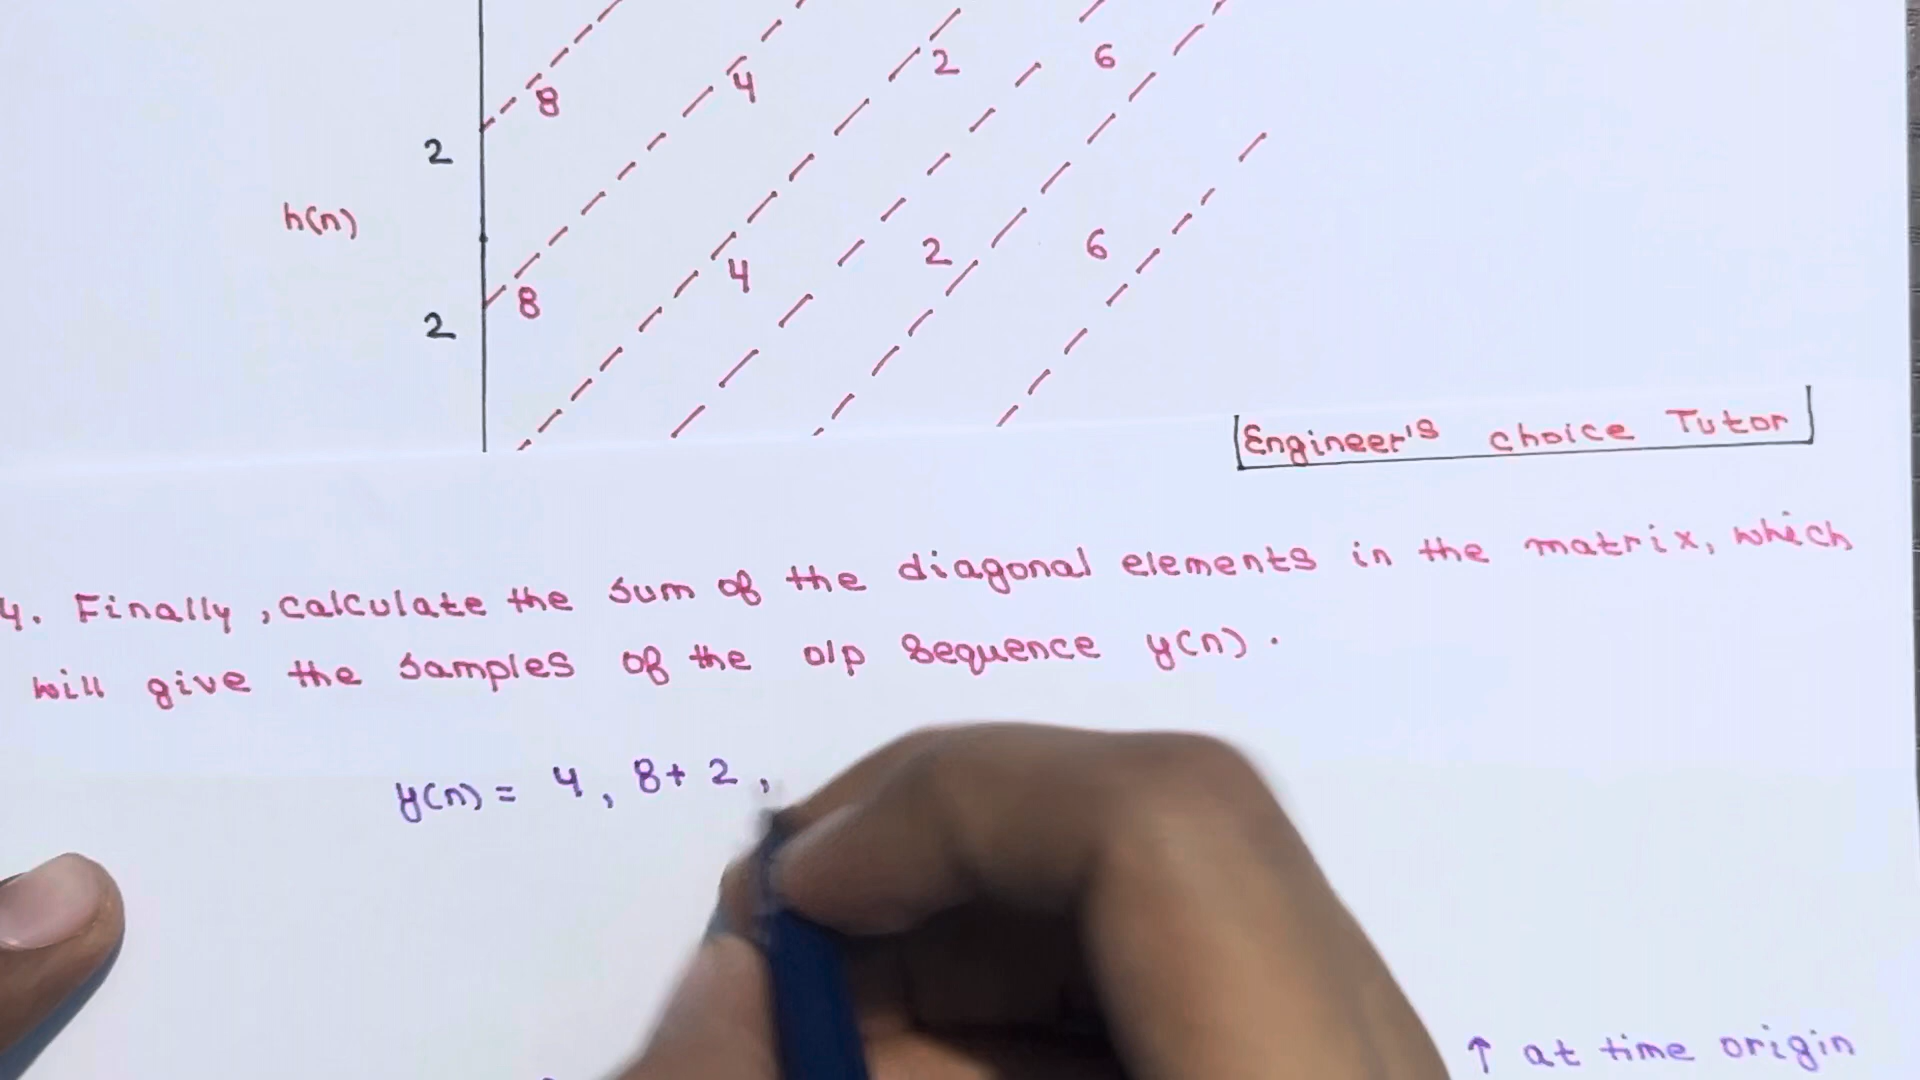 8 4 2 6
2
h(n)
8 4 2 6
2
Engineer's choice Tutor
4. Finally, calculate the sum of the diagonal elements in the matrix, which
will give the samples of the o/p sequence y(n).
y(n) = 4, 8+2,
↑ at time origin